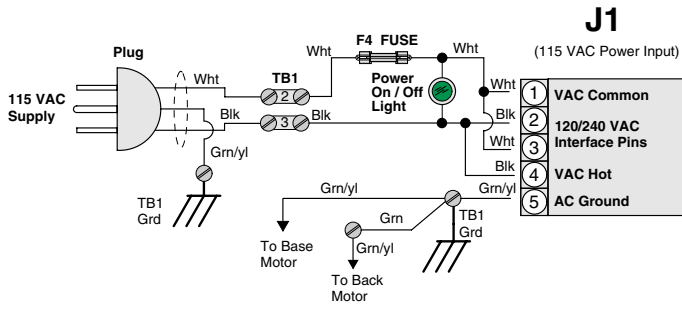 J1
(115 VAC Power Input)
Plug
115 VAC
Supply
Wht
Blk
Grn/yl
TB1
Grd
TB1
2
3
Wht
Blk
F4 FUSE
Wht
Power
On / Off
Light
Wht
Blk
Wht
Blk
Grn/yl
1 VAC Common
2 120/240 VAC
3 Interface Pins
4 VAC Hot
5 AC Ground
Grn/yl
Grn
Grn/yl
TB1
Grd
To Base
Motor
To Back
Motor